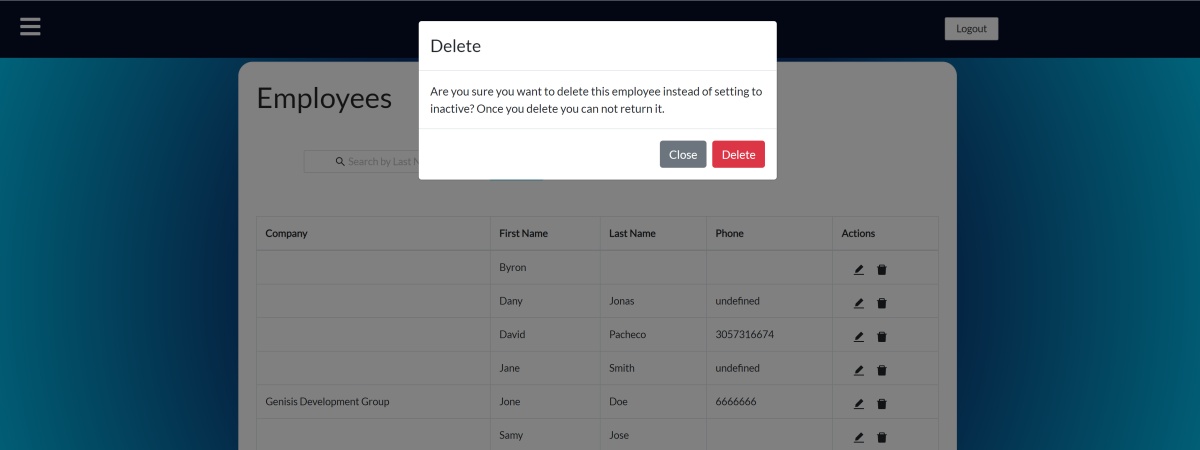 Logout
Delete
Are you sure you want to delete this employee instead of setting to
inactive? Once you delete you can not return it.
Close Delete
Employees
Search by Last
Company First Name Last Name Phone Actions
Byron
Dany Jonas undefined
David Pacheco 3057316674
Jane Smith undefined
Genisis Development Group Jone Doe 6666666
Samy Jose